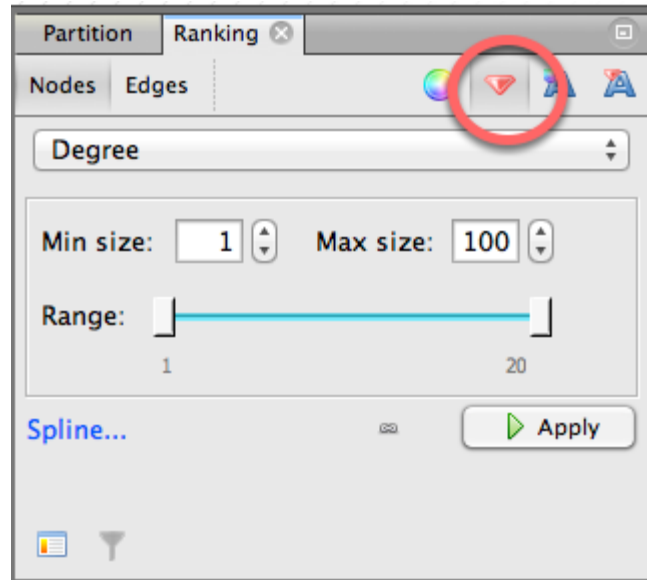 Partition Ranking
Nodes Edges
Degree
Min size: 1 Max size: 100
Range:
1 20
Spline... Apply